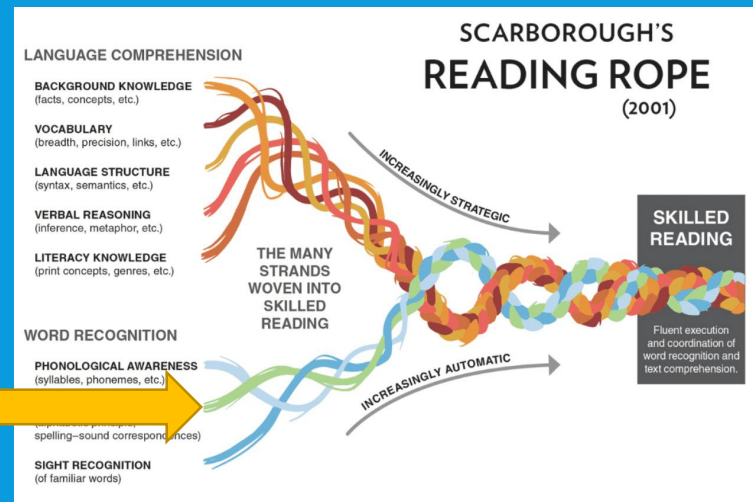 SCARBOROUGH'S
READING ROPE
(2001)
LANGUAGE COMPREHENSION
BACKGROUND KNOWLEDGE
(facts, concepts, etc.)
VOCABULARY
(breadth, precision, links, etc.)
LANGUAGE STRUCTURE
(syntax, semantics, etc.)
VERBAL REASONING
(inference, metaphor, etc.)
LITERACY KNOWLEDGE
(print concepts, genres, etc.)
THE MANY
STRANDS
WOVEN INTO
SKILLED
READING
INCREASINGLY STRATEGIC
WORD RECOGNITION
PHONOLOGICAL AWARENESS
(syllables, phonemes, etc.)
spelling–sound correspondences)
SIGHT RECOGNITION
(of familiar words)
INCREASINGLY AUTOMATIC
SKILLED
READING
Fluent execution
and coordination of
word recognition and
text comprehension.